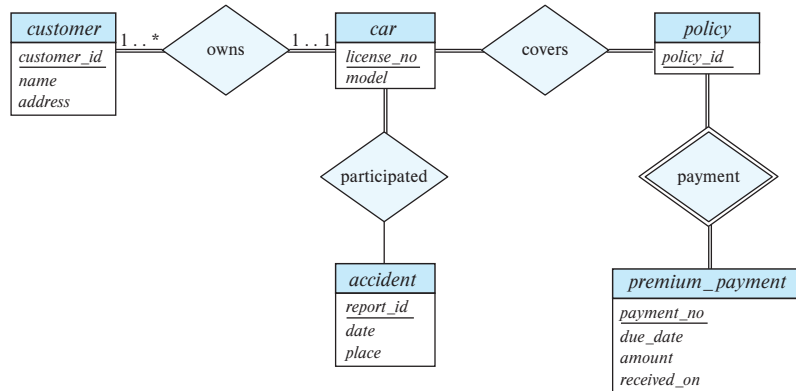 customer
customer_id
name
address
1 . . *
owns
1 . . 1
car
license_no
model
covers
policy
policy_id
participated
payment
accident
report_id
date
place
premium_payment
payment_no
due_date
amount
received_on